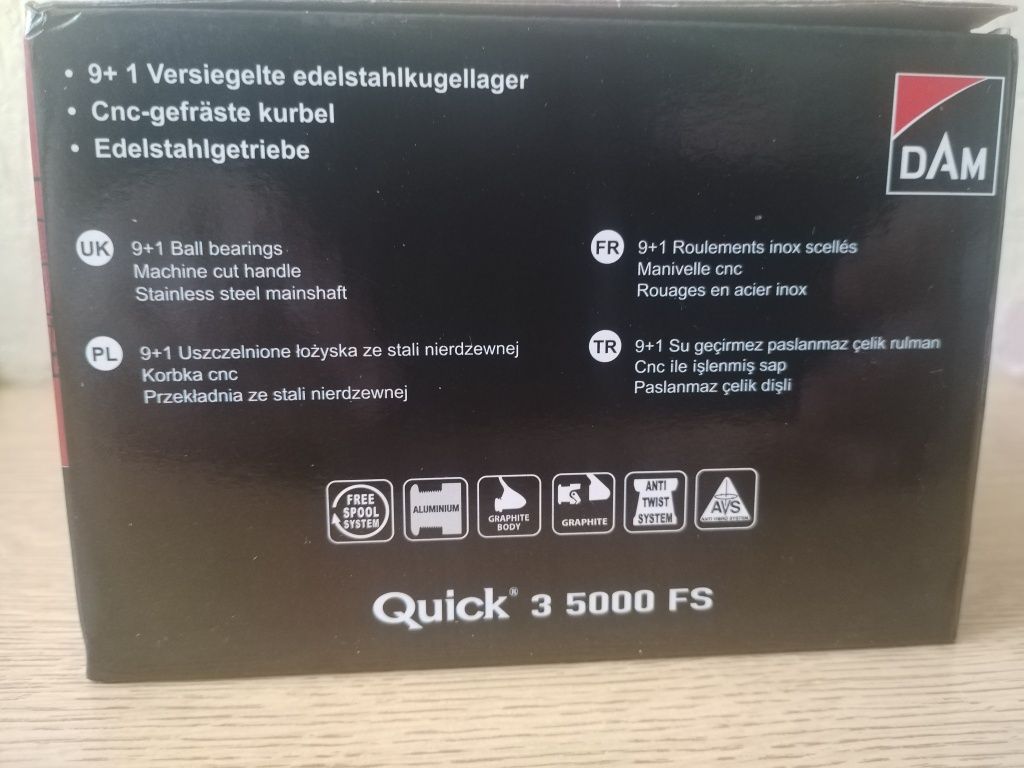 • 9+ 1 Versiegelte edelstahlkugellager
• Cnc-gefräste kurbel
• Edelstahlgetriebe
DAM
UK
9+1 Ball bearings
Machine cut handle
Stainless steel mainshaft
FR
9+1 Roulements inox scellés
Manivelle cnc
Rouages en acier inox
PL
9+1 Uszczelnione łożyska ze stali nierdzewnej
Korbka cnc
Przekładnia ze stali nierdzewnej
TR
9+1 Su geçirmez paslanmaz çelik rulman
Cnc ile işlenmiş sap
Paslanmaz çelik dişli
FREE
SPOOL
SYSTEM
ALUMINIUM
GRAPHITE
BODY
GRAPHITE
ANTI
TWIST
SYSTEM
AVS
ANTI VIBRO SYSTEM
Quick® 3 5000 FS